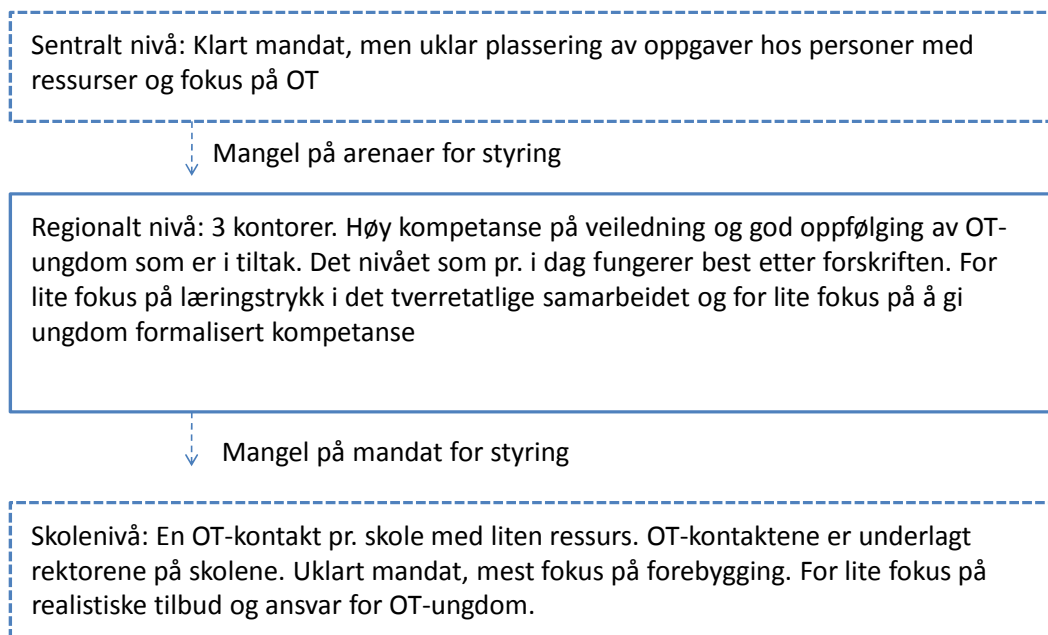 Sentralt nivå: Klart mandat, men uklar plassering av oppgaver hos personer med
ressurser og fokus på OT
Mangel på arenaer for styring
Regionalt nivå: 3 kontorer. Høy kompetanse på veiledning og god oppfølging av OT-
ungdom som er i tiltak. Det nivået som pr. i dag fungerer best etter forskriften. For
lite fokus på læringstrykk i det tverretatlige samarbeidet og for lite fokus på å gi
ungdom formalisert kompetanse
Mangel på mandat for styring
Skolenivå: En OT-kontakt pr. skole med liten ressurs. OT-kontaktene er underlagt
rektorene på skolene. Uklart mandat, mest fokus på forebygging. For lite fokus på
realistiske tilbud og ansvar for OT-ungdom.